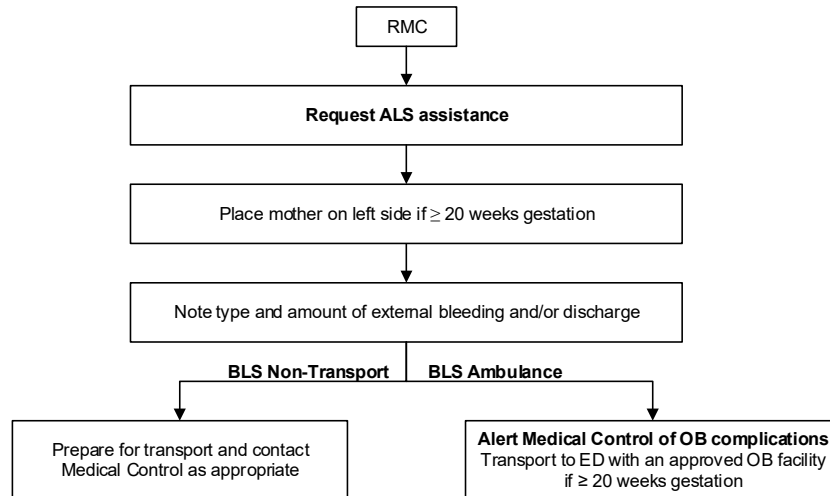 RMC
Request ALS assistance
Place mother on left side if ≥ 20 weeks gestation
Note type and amount of external bleeding and/or discharge
BLS Non-Transport
BLS Ambulance
Prepare for transport and contact
Medical Control as appropriate
Alert Medical Control of OB complications
Transport to ED with an approved OB facility
if ≥ 20 weeks gestation